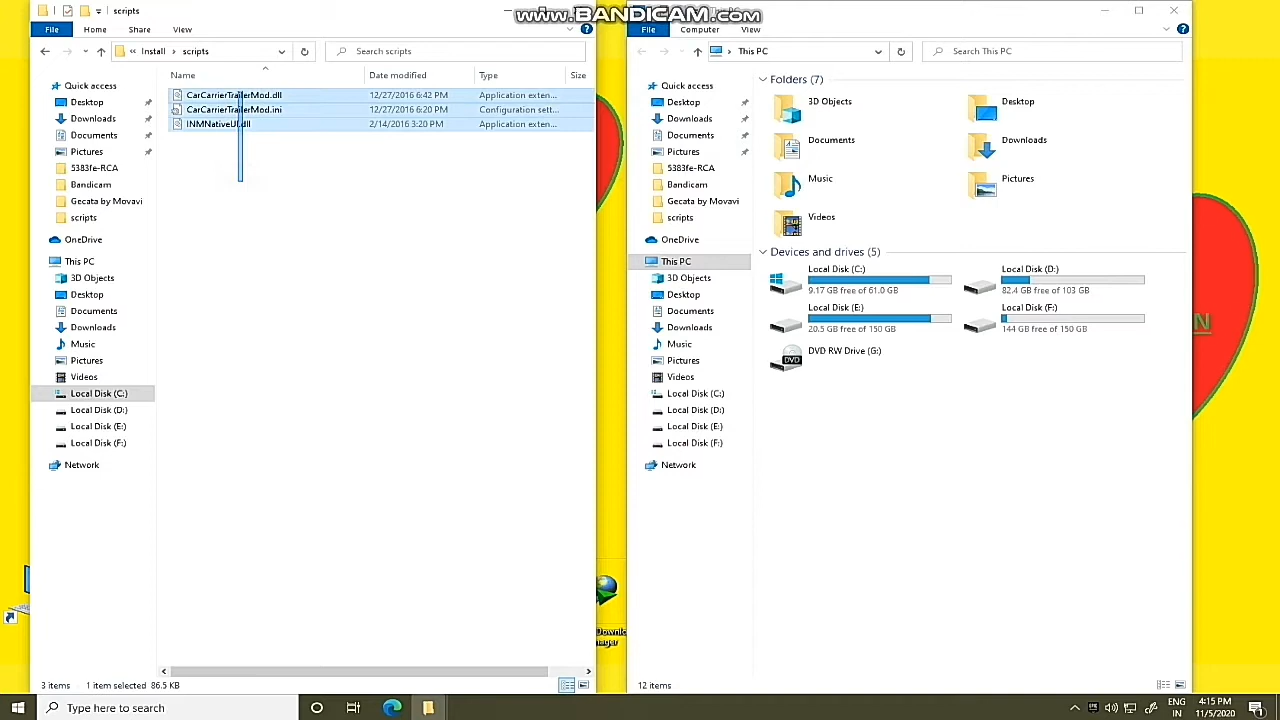 scripts
www.BANDICAM.com
File Home Share View
Install scripts
Search scripts
Name Date modified Type Size
CarCarrierTrailerMod.dll 12/27/2016 6:42 PM Application exten...
CarCarrierTrailerMod.ini 12/27/2016 6:20 PM Configuration sett...
INMNativeUI.dll 2/14/2016 3:20 PM Application exten...
Quick access
Desktop
Downloads
Documents
Pictures
5383fe-RCA
Bandicam
Gecata by Movavi
scripts
OneDrive
This PC
3D Objects
Desktop
Documents
Downloads
Music
Pictures
Videos
Local Disk (C:)
Local Disk (D:)
Local Disk (E:)
Local Disk (F:)
Network
3 items 1 item selected 86.5 KB
File Computer View
This PC
Search This PC
Quick access
Desktop
Downloads
Documents
Pictures
5383fe-RCA
Bandicam
Gecata by Movavi
scripts
OneDrive
This PC
3D Objects
Desktop
Documents
Downloads
Music
Pictures
Videos
Local Disk (C:)
Local Disk (D:)
Local Disk (E:)
Local Disk (F:)
Network
Folders (7)
3D Objects
Desktop
Documents
Downloads
Music
Pictures
Videos
Devices and drives (5)
Local Disk (C:)
9.17 GB free of 61.0 GB
Local Disk (D:)
82.4 GB free of 103 GB
Local Disk (E:)
20.5 GB free of 150 GB
Local Disk (F:)
144 GB free of 150 GB
DVD RW Drive (G:)
DVD
12 items
N
Type here to search
ENG
IN
4:15 PM
11/5/2020